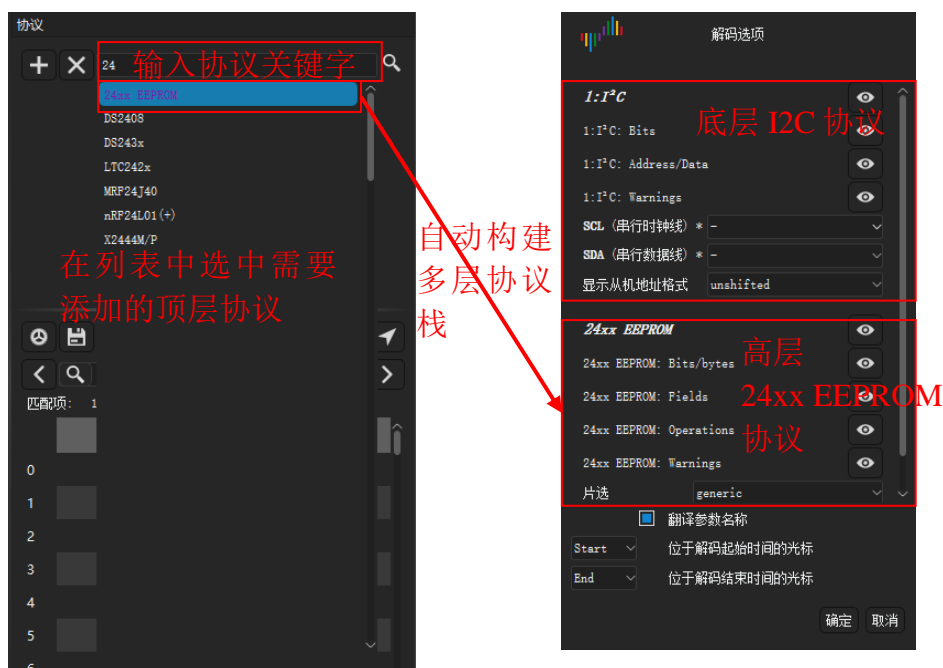 协议
24
输入协议关键字
24xx EEPROM
DS2408
DS243x
LTC242x
MRF24J40
nRF24L01(+)
X2444M/P
在列表中选中需要
添加的顶层协议
匹配项: 1
0
1
2
3
4
5
6
自动构建
多层协议
栈
解码选项
1:I²C
1:I²C: Bits
底层 I2C 协议
1:I²C: Address/Data
1:I²C: Warnings
SCL (串行时钟线) * -
SDA (串行数据线) * -
显示从机地址格式 unshifted
24xx EEPROM
高层
24xx EEPROM: Bits/bytes
24xx EEPROM: Fields
24xx EEPROM
24xx EEPROM: Operations
协议
24xx EEPROM: Warnings
片选 generic
翻译参数名称
Start 位于解码起始时间的光标
End 位于解码结束时间的光标
确定 取消